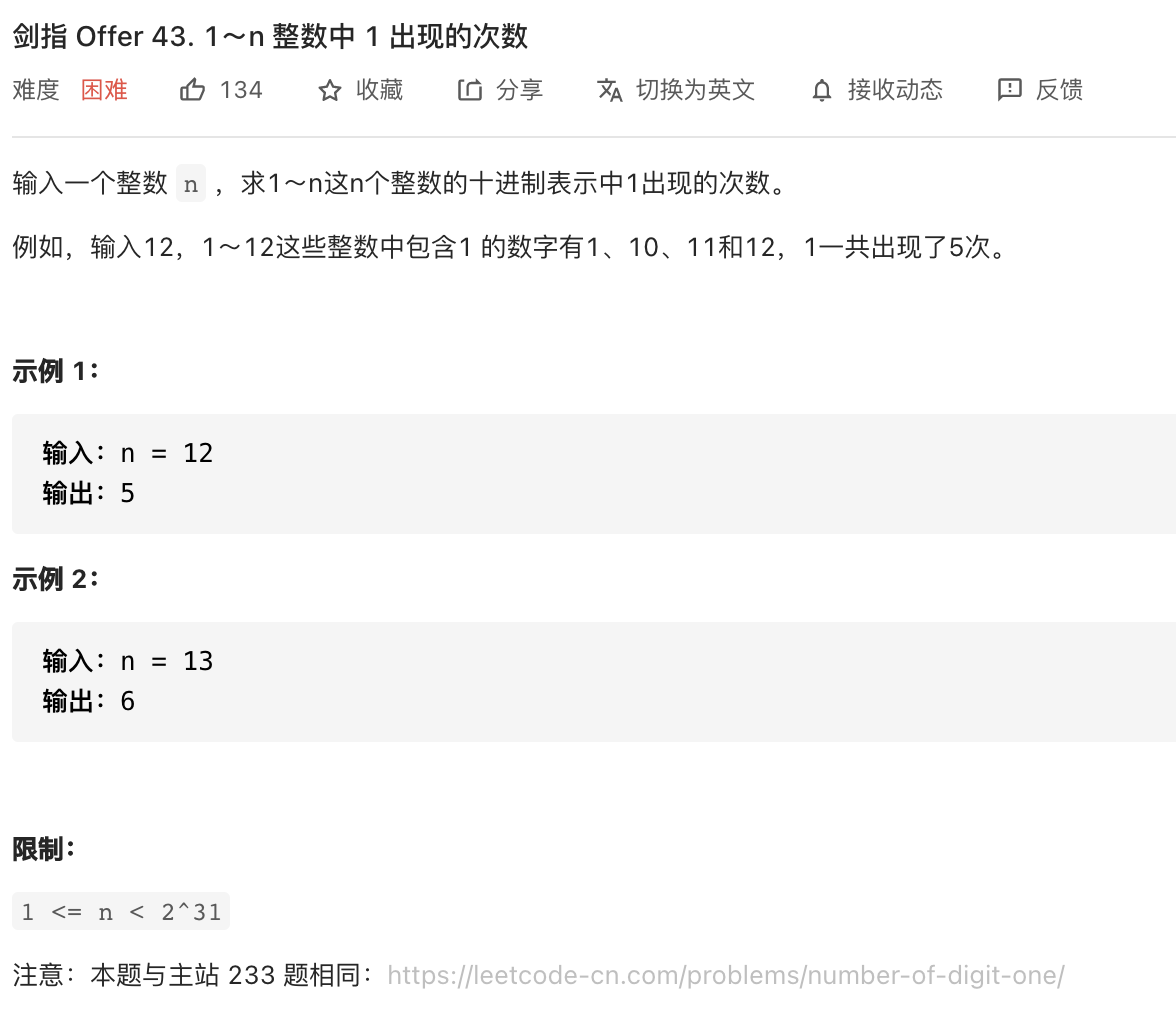 剑指 Offer 43. 1～n 整数中 1 出现的次数
难度 困难 134 收藏 分享 切换为英文 接收动态 反馈
输入一个整数 n ，求1～n这n个整数的十进制表示中1出现的次数。
例如，输入12，1～12这些整数中包含1 的数字有1、10、11和12，1一共出现了5次。
示例 1：
输入：n = 12
输出：5
示例 2：
输入：n = 13
输出：6
限制：
1 <= n < 2^31
注意：本题与主站 233 题相同：https://leetcode-cn.com/problems/number-of-digit-one/